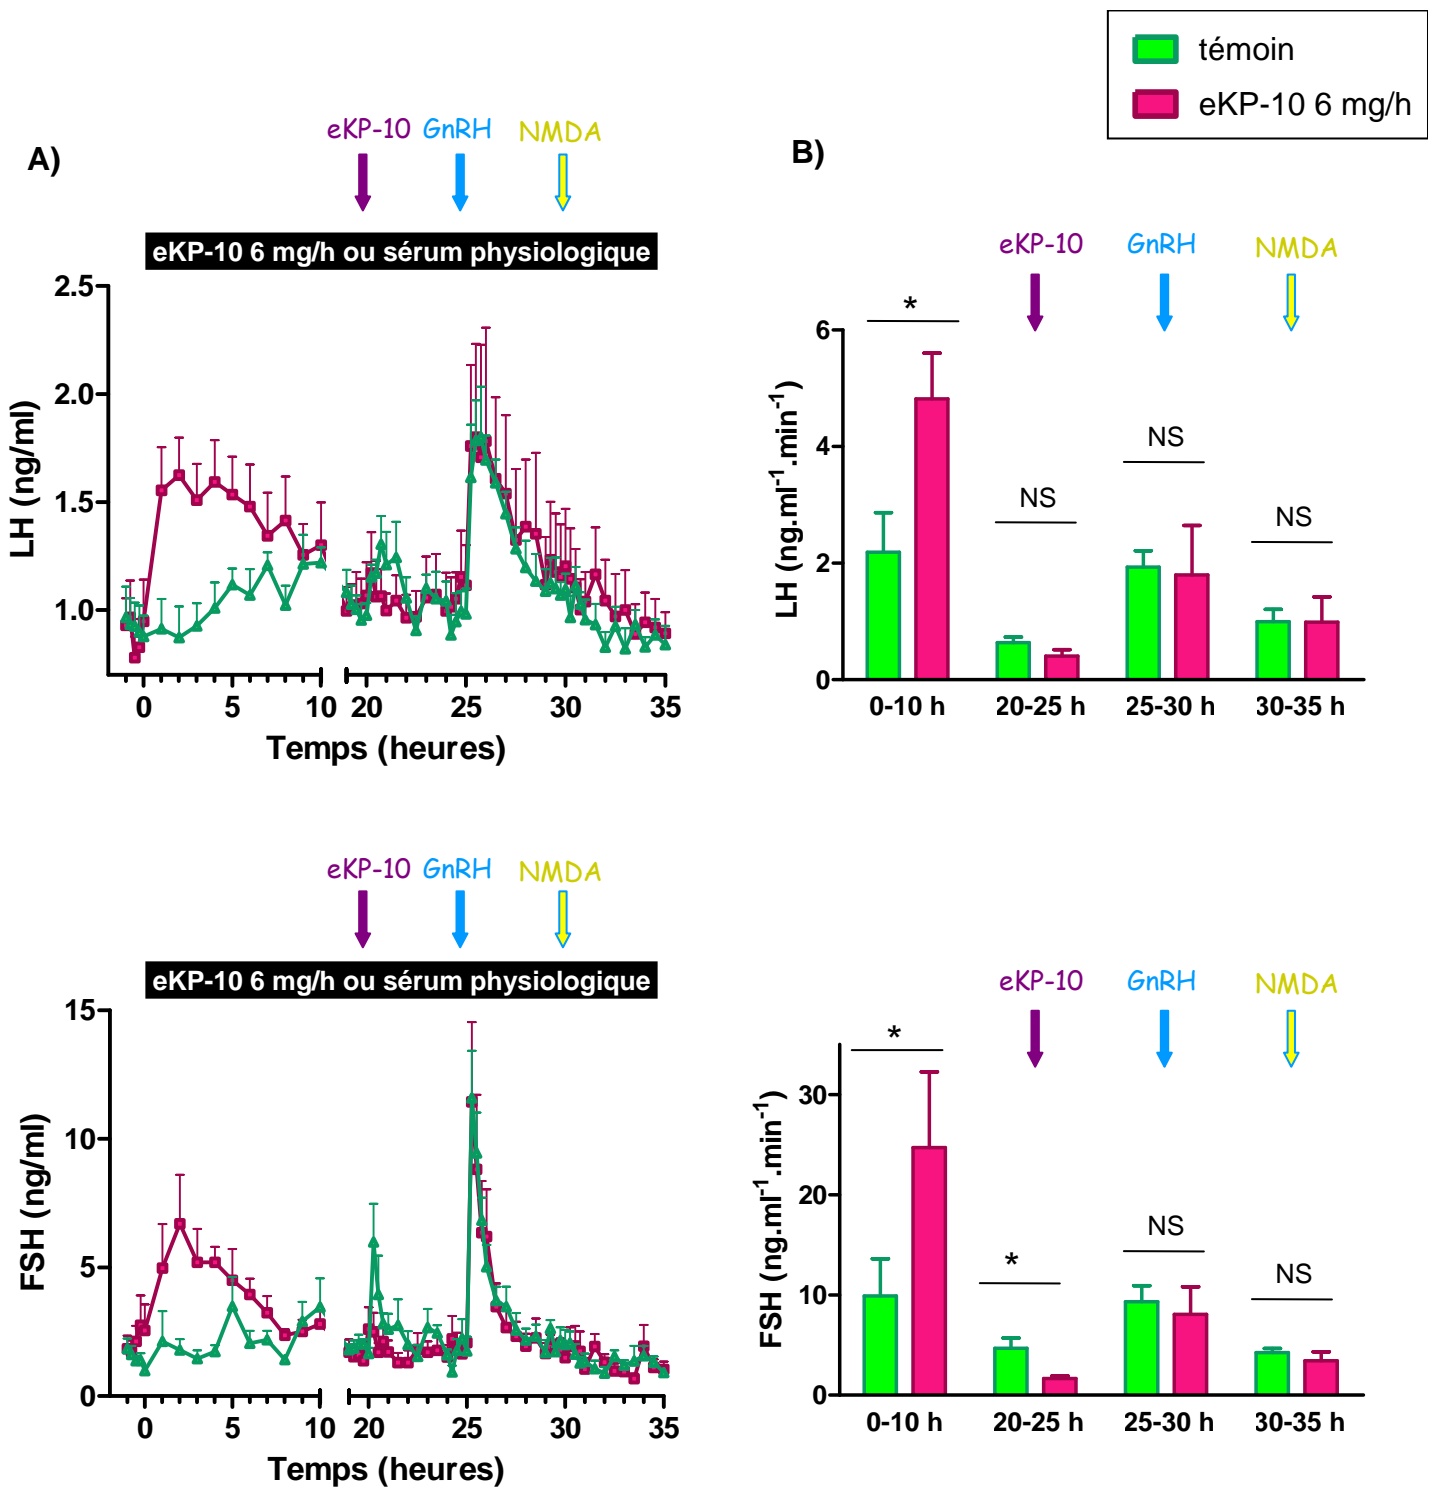 témoin
eKP-10 6 mg/h
A)
eKP-10 GnRH NMDA
eKP-10 6 mg/h ou sérum physiologique
LH (ng/ml)
2.5
2.0
1.5
1.0
0 5 10 20 25 30 35
Temps (heures)
B)
eKP-10 GnRH NMDA
LH (ng.ml-1.min-1)
6
4
2
0
*
NS
NS
NS
0-10 h 20-25 h 25-30 h 30-35 h
eKP-10 GnRH NMDA
eKP-10 6 mg/h ou sérum physiologique
FSH (ng/ml)
15
10
5
0
0 5 10 20 25 30 35
Temps (heures)
eKP-10 GnRH NMDA
FSH (ng.ml-1.min-1)
30
20
10
0
*
*
NS
NS
0-10 h 20-25 h 25-30 h 30-35 h